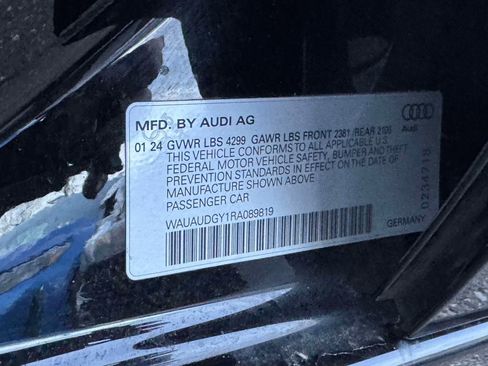 MFD. BY AUDI AG
01 24 GVWR LBS 4299 GAWR LBS FRONT 2381 /REAR
THIS VEHICLE CONFORMS TO ALL APPLICABLE U.S.
FEDERAL MOTOR VEHICLE SAFETY, BUMPER AND THEFT
PREVENTION STANDARDS IN EFFECT ON THE DATE OF
MANUFACTURE SHOWN ABOVE
PASSENGER CAR
WAUAUDGY1RA089819
Audi
GERMANY